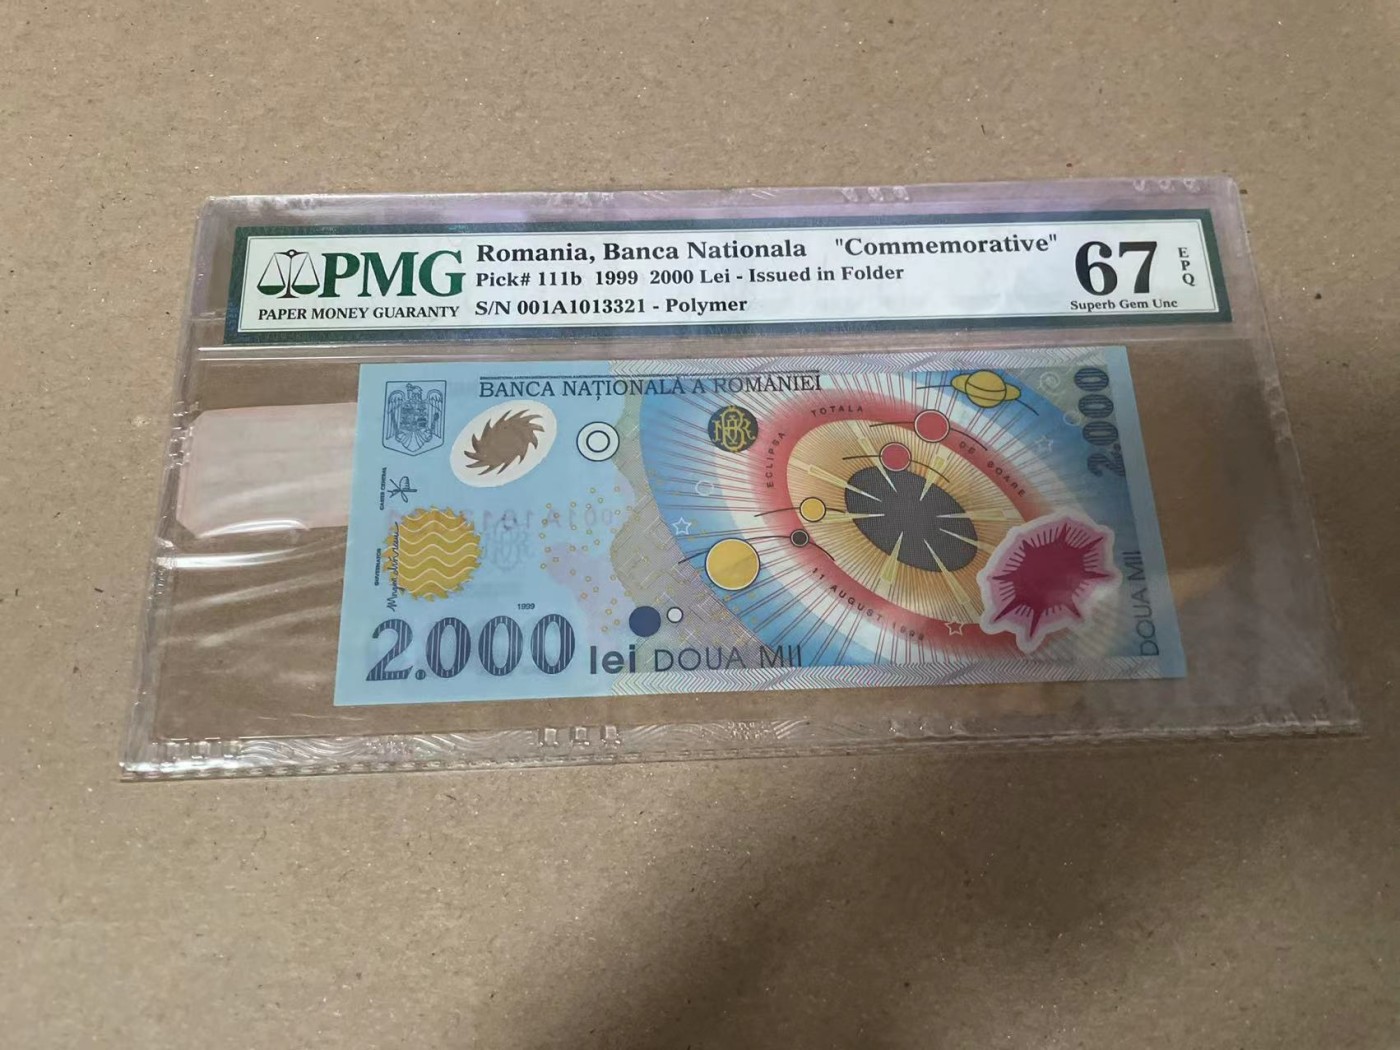 PMG
PAPER MONEY GUARANTY
Romania, Banca Nationala "Commemorative"
Pick# 111b 1999 2000 Lei - Issued in Folder
S/N 001A1013321 - Polymer
67
EPQ
Superb Gem Unc
BANCA NAȚIONALĂ A ROMÂNIEI
2.000
ECLIPSA TOTALA DE SOARE
11 AUGUST 1999
1999
2.000 lei DOUA MII
DOUA MII